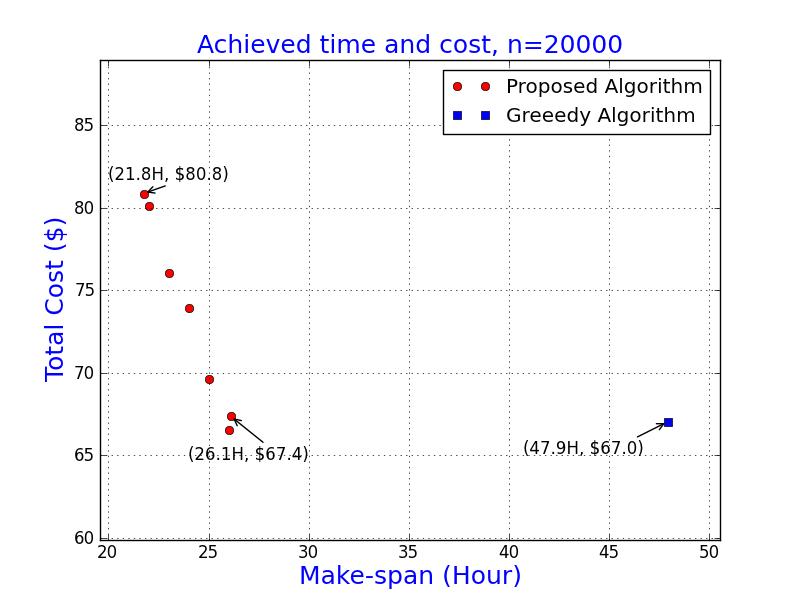 Achieved time and cost, n=20000
Proposed Algorithm
Greeedy Algorithm
85
(21.8H, $80.8)
80
75
70
(26.1H, $67.4)
(47.9H, $67.0)
65
60
Total Cost ($)
20 25 30 35 40 45 50
Make-span (Hour)